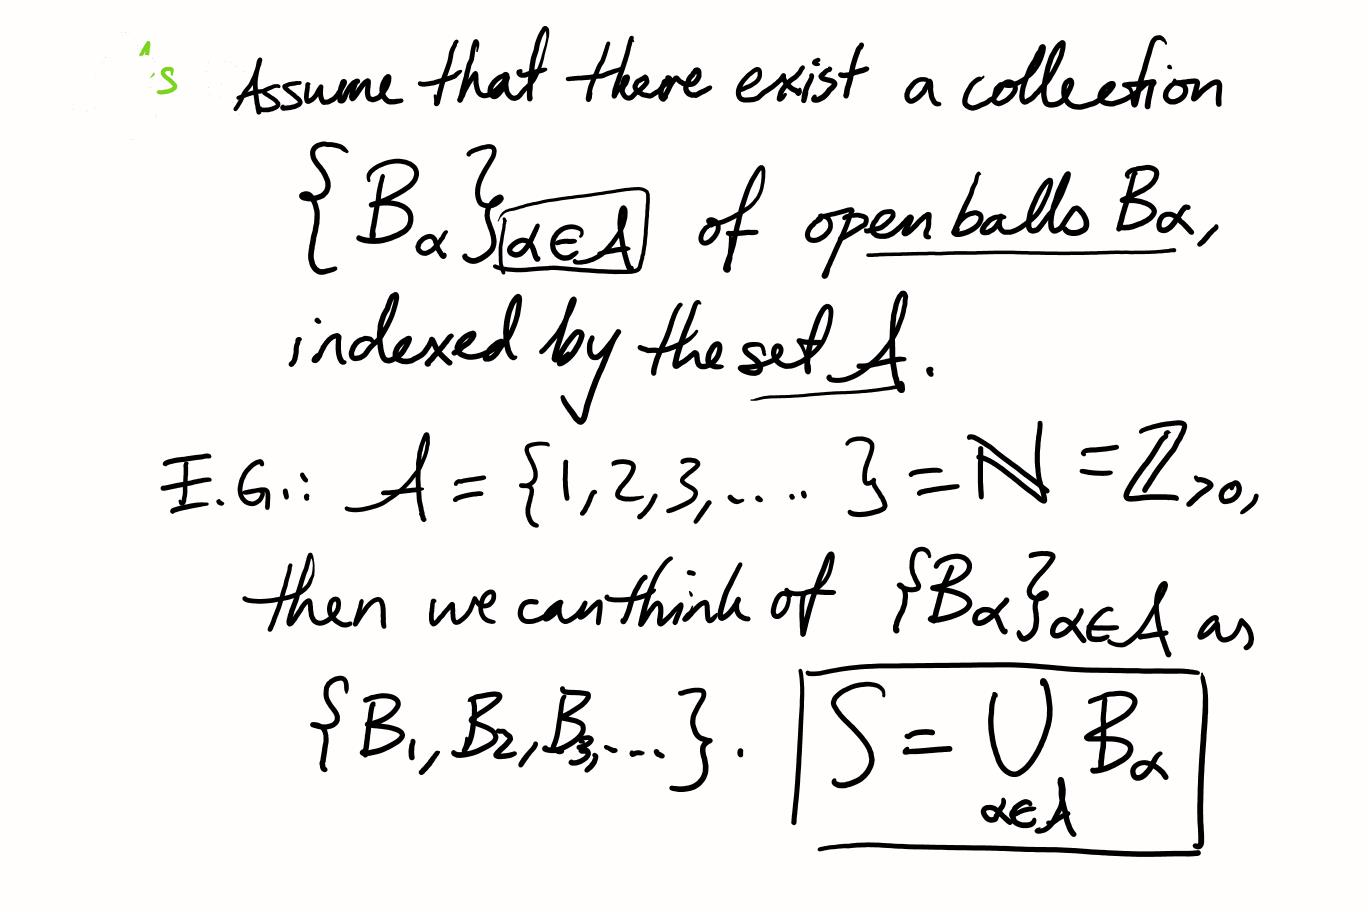 's Assume that there exist a collection
{B_α}_{α∈A} of open balls B_α,
indexed by the set A.
E.G.: A = {1, 2, 3, ..... } = ℕ = ℤ_{>0},
then we can think of {B_α}_{α∈A} as
{B_1, B_2, B_3, ....}. S = ∪_{α∈A} B_α